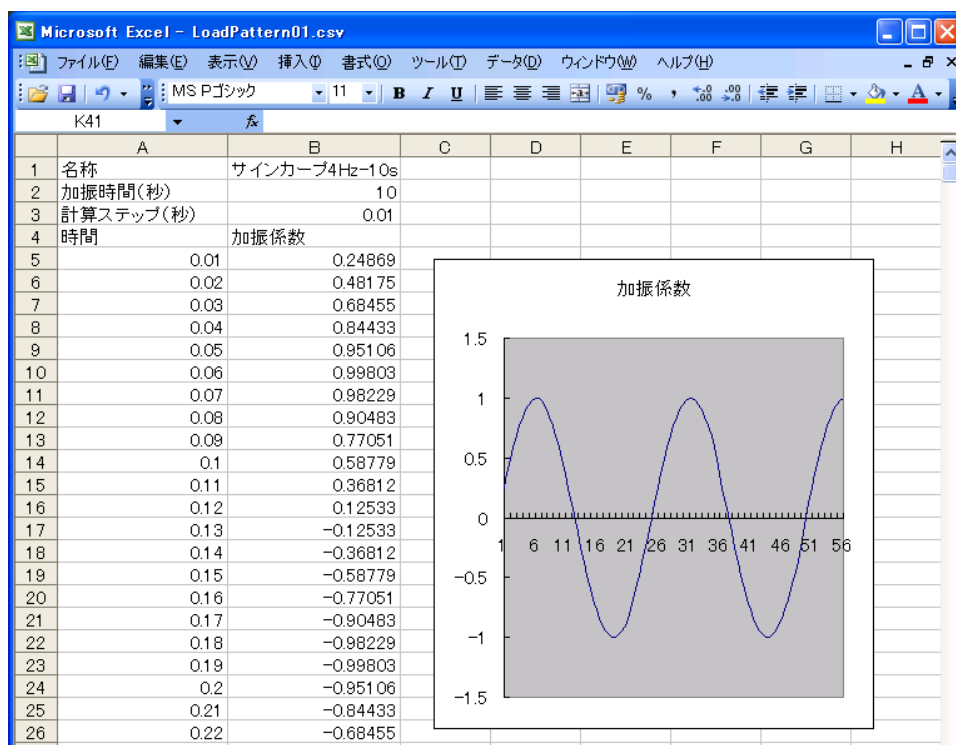 Microsoft Excel - LoadPattern01.csv
ファイル(F) 編集(E) 表示(V) 挿入(I) 書式(O) ツール(T) データ(D) ウィンドウ(W) ヘルプ(H)
MS Pゴシック 11 B I U % , .00 A
K41 fx
A B C D E F G H
1 名称 サインカーブ4Hz-10s
2 加振時間(秒) 10
3 計算ステップ(秒) 0.01
4 時間 加振係数
5 0.01 0.24869
6 0.02 0.48175
7 0.03 0.68455
8 0.04 0.84433
9 0.05 0.95106
10 0.06 0.99803
11 0.07 0.98229
12 0.08 0.90483
13 0.09 0.77051
14 0.1 0.58779
15 0.11 0.36812
16 0.12 0.12533
17 0.13 -0.12533
18 0.14 -0.36812
19 0.15 -0.58779
20 0.16 -0.77051
21 0.17 -0.90483
22 0.18 -0.98229
23 0.19 -0.99803
24 0.2 -0.95106
25 0.21 -0.84433
26 0.22 -0.68455
加振係数
1.5
1
0.5
0
1 6 11 16 21 26 31 36 41 46 51 56
-0.5
-1
-1.5